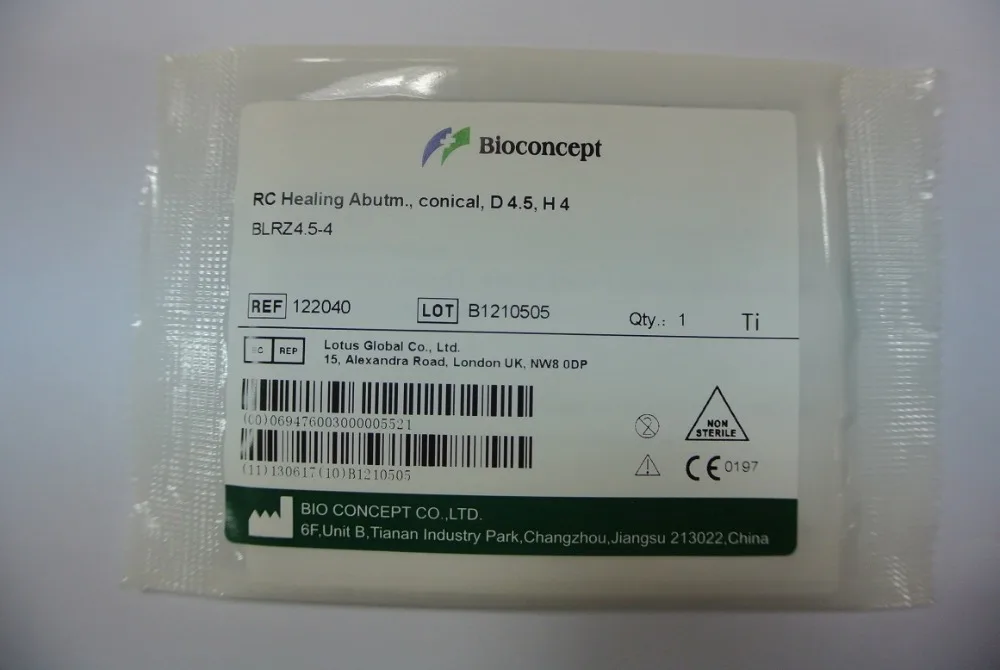 Bioconcept
RC Healing Abutm., conical, D 4.5, H 4
BLRZ4.5-4
REF 122040 LOT B1210505 Qty.: 1 Ti
EC REP Lotus Global Co., Ltd.
15, Alexandra Road, London UK, NW8 0DP
(00)069476003000005521
(11)130617(10)B1210505
2
NON
STERILE
CE 0197
BIO CONCEPT CO.,LTD.
6F,Unit B,Tianan Industry Park,Changzhou,Jiangsu 213022,China